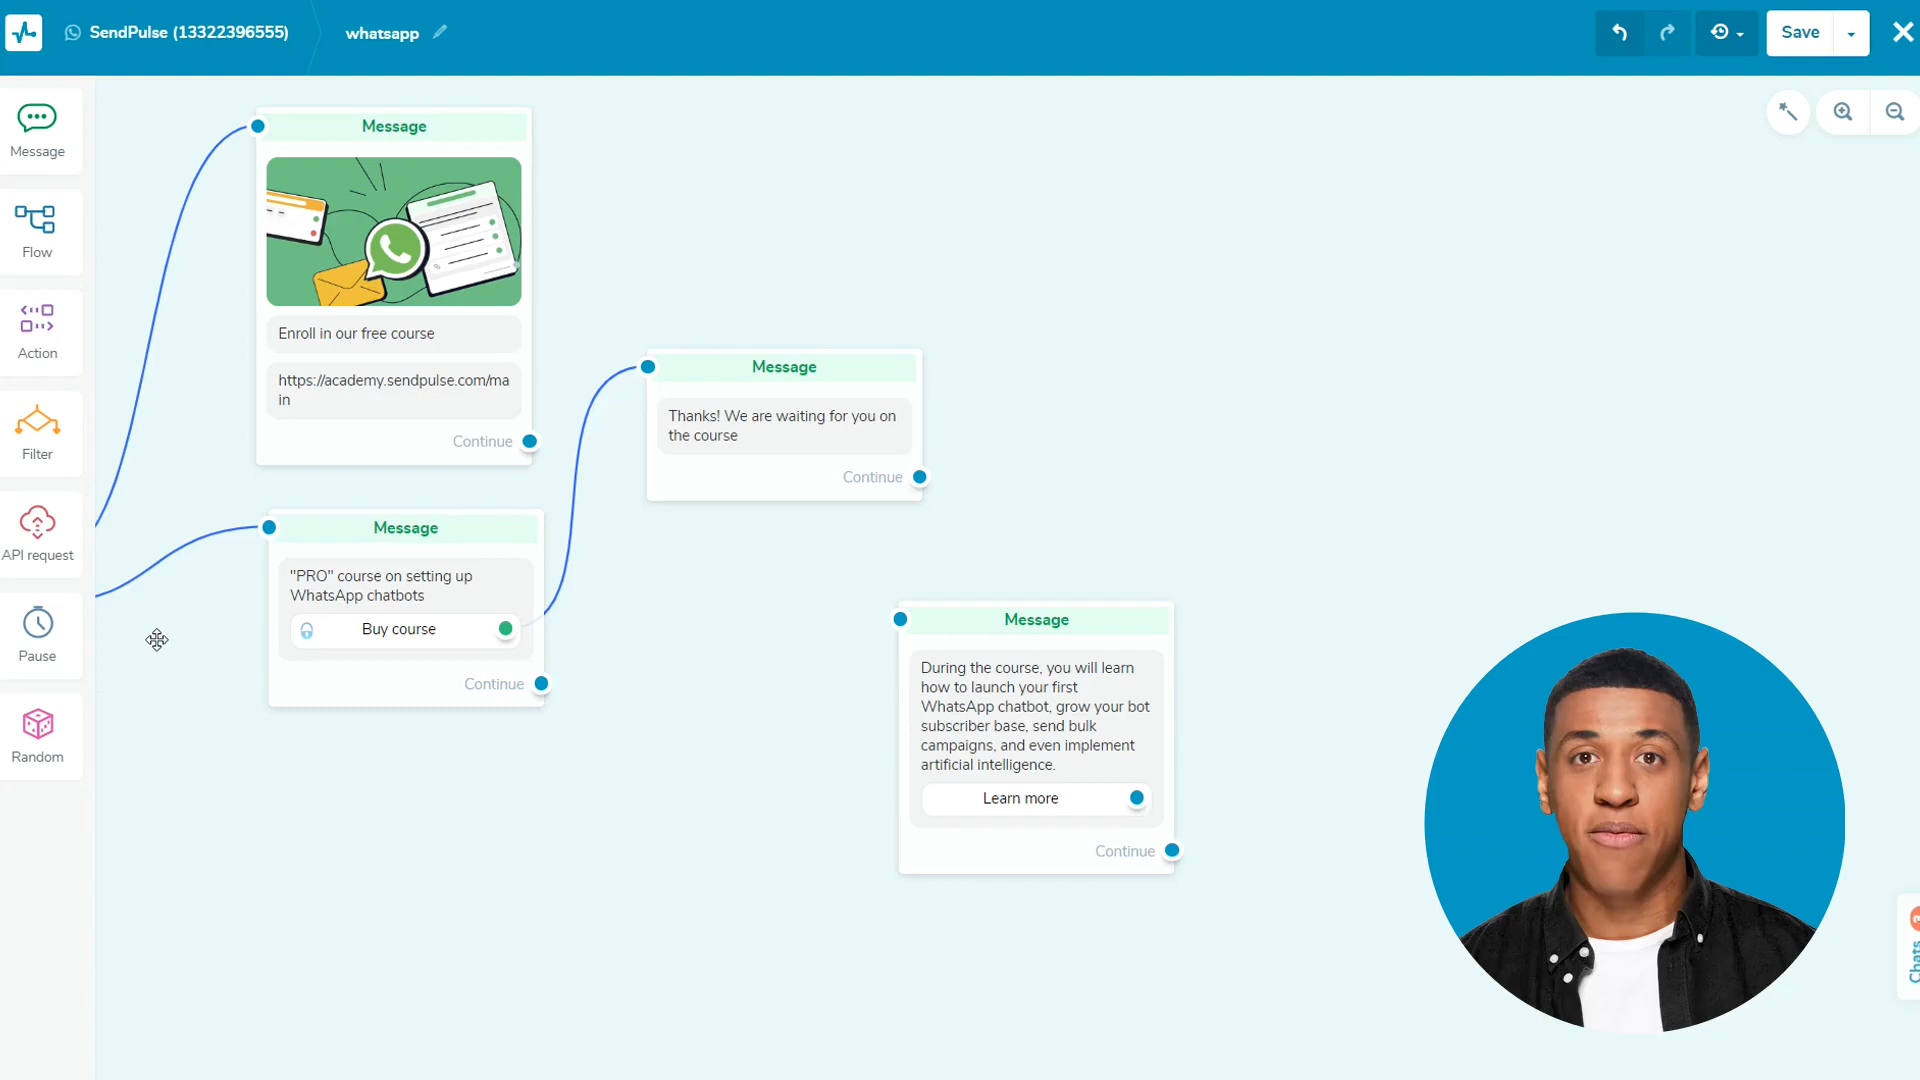 SendPulse (13322396555)
whatsapp
Save
Message
Flow
Action
Filter
API request
Pause
Random
Message
Enroll in our free course
https://academy.sendpulse.com/ma
in
Continue
Message
"PRO" course on setting up
WhatsApp chatbots
Buy course
Continue
Message
Thanks! We are waiting for you on
the course
Continue
Message
During the course, you will learn
how to launch your first
WhatsApp chatbot, grow your bot
subscriber base, send bulk
campaigns, and even implement
artificial intelligence.
Learn more
Continue
Chats 3